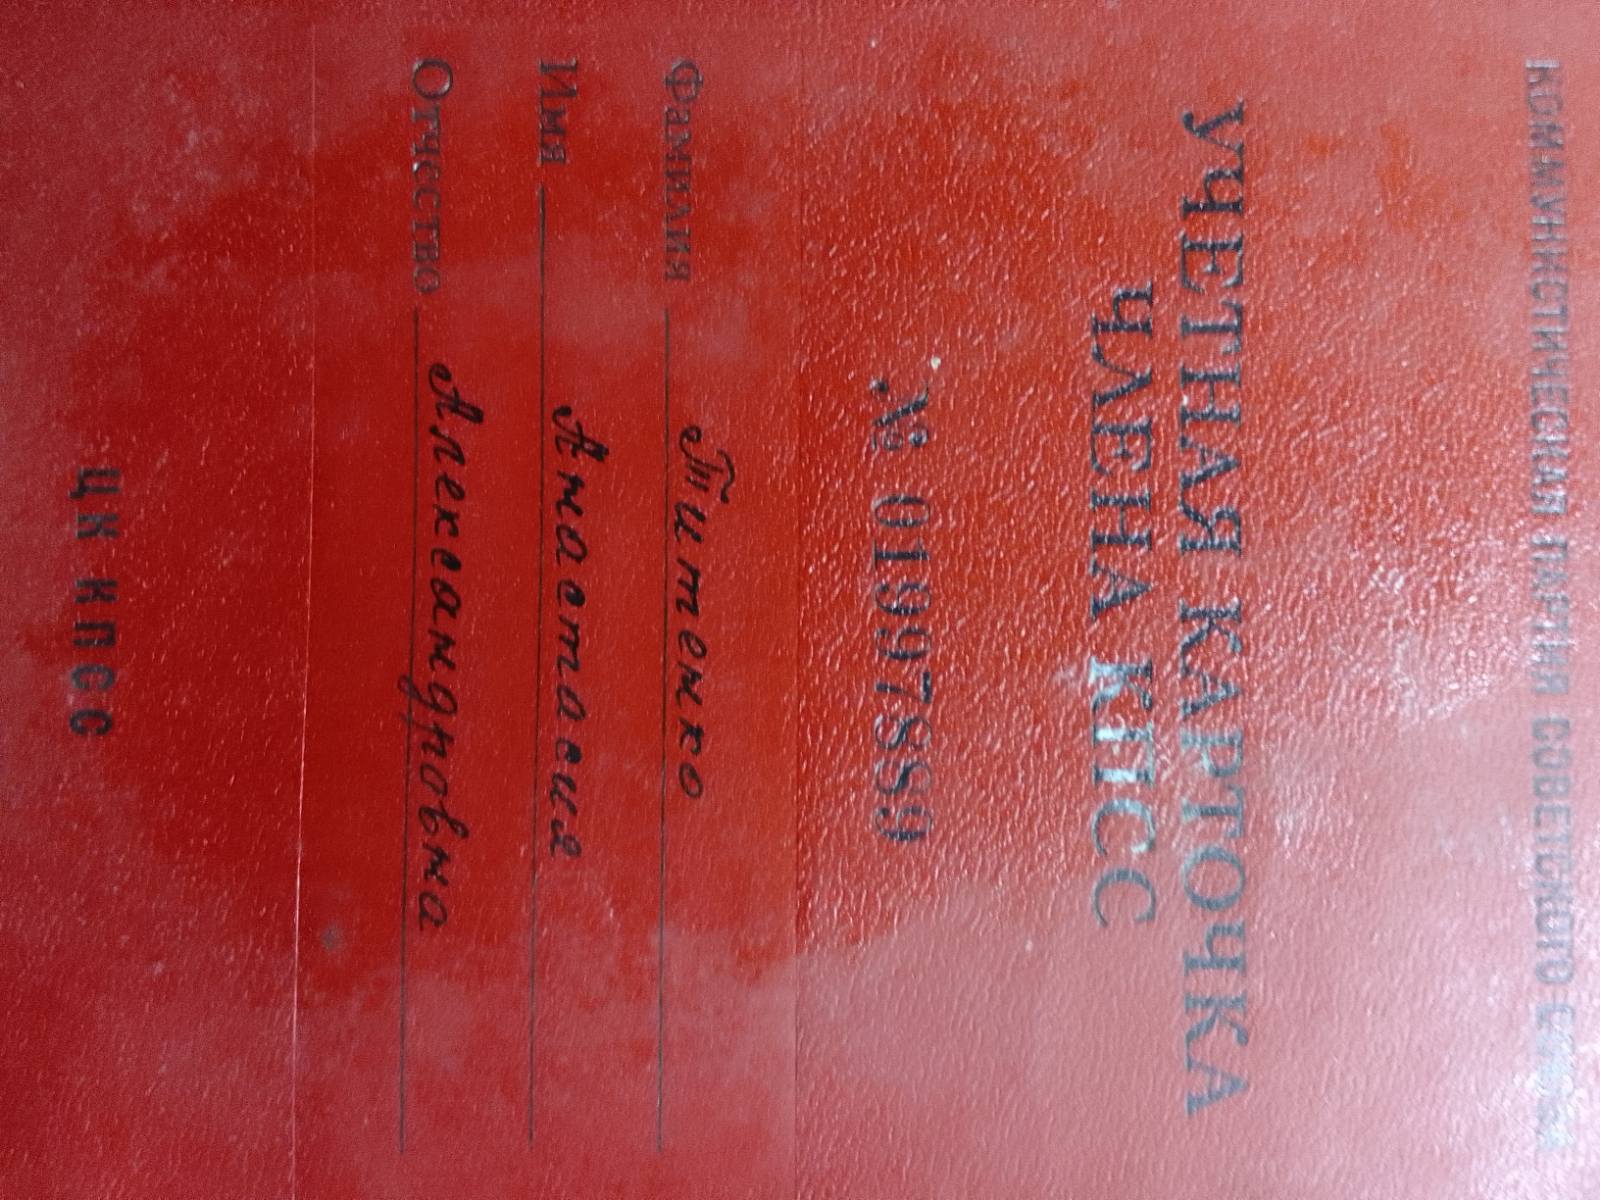 КОММУНИСТИЧЕСКАЯ ПАРТИЯ СОВЕТСКОГО СОЮЗА
УЧЕТНАЯ КАРТОЧКА
ЧЛЕНА КПСС
№ 01997889
Фамилия Титенко
Имя Анастасия
Отчество Александровна
ЦК КПСС